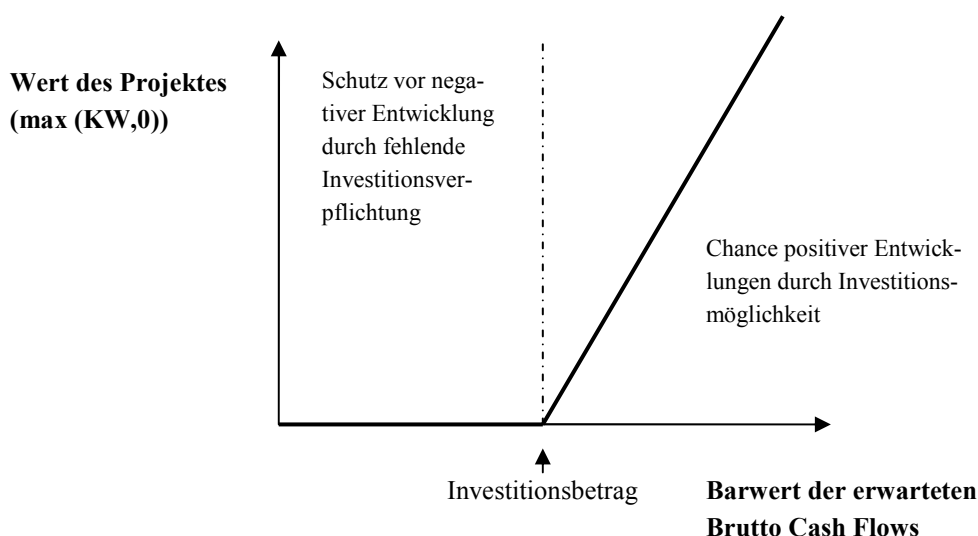 Wert des Projektes
(max (KW,0))
Schutz vor nega-
tiver Entwicklung
durch fehlende
Investitionsver-
pflichtung
Chance positiver Entwick-
lungen durch Investitions-
möglichkeit
Investitionsbetrag
Barwert der erwarteten
Brutto Cash Flows